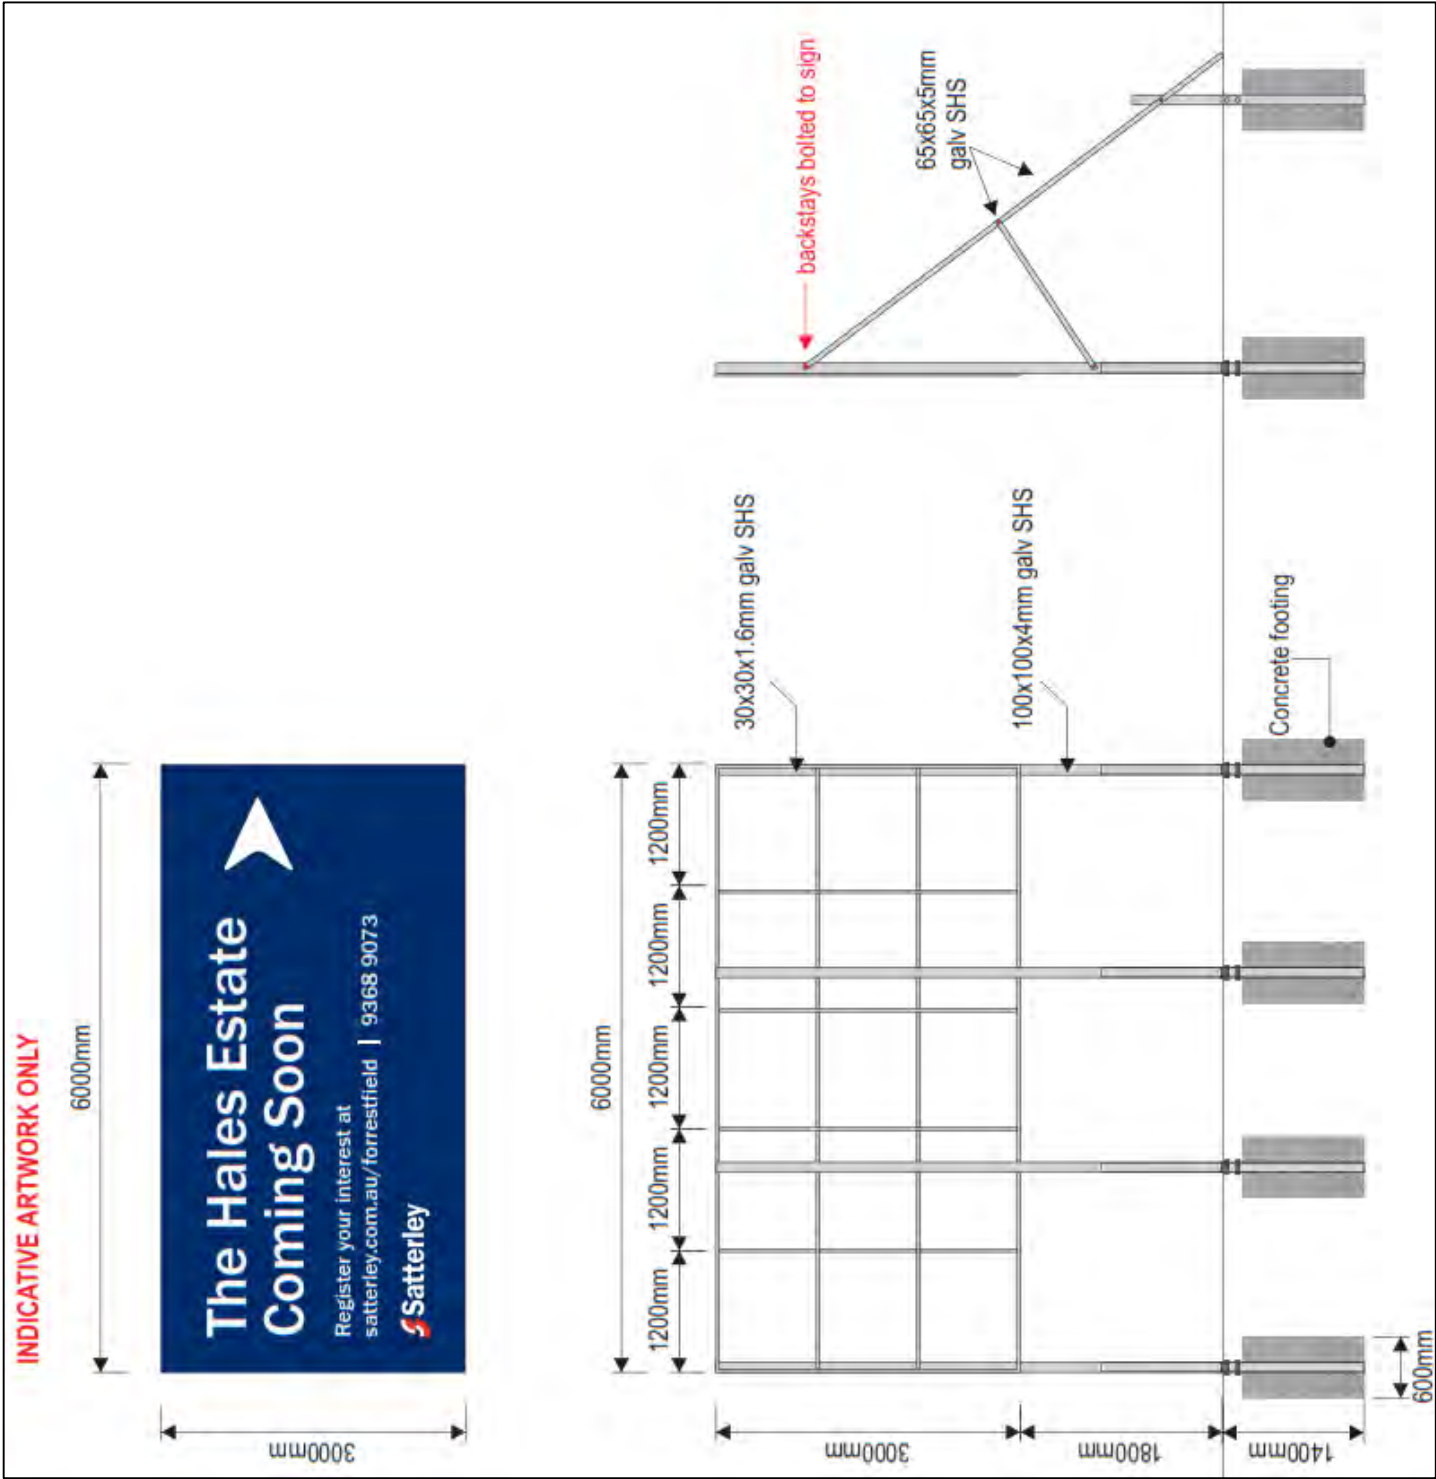 INDICATIVE ARTWORK ONLY
6000mm
3000mm
The Hales Estate
Coming Soon
Register your interest at
satterley.com.au/forrestfield | 9368 9073
Satterley
6000mm
1200mm
1200mm
1200mm
1200mm
1200mm
3000mm
1800mm
1400mm
600mm
30x30x1.6mm galv SHS
100x100x4mm galv SHS
Concrete footing
backstays bolted to sign
65x65x5mm
galv SHS